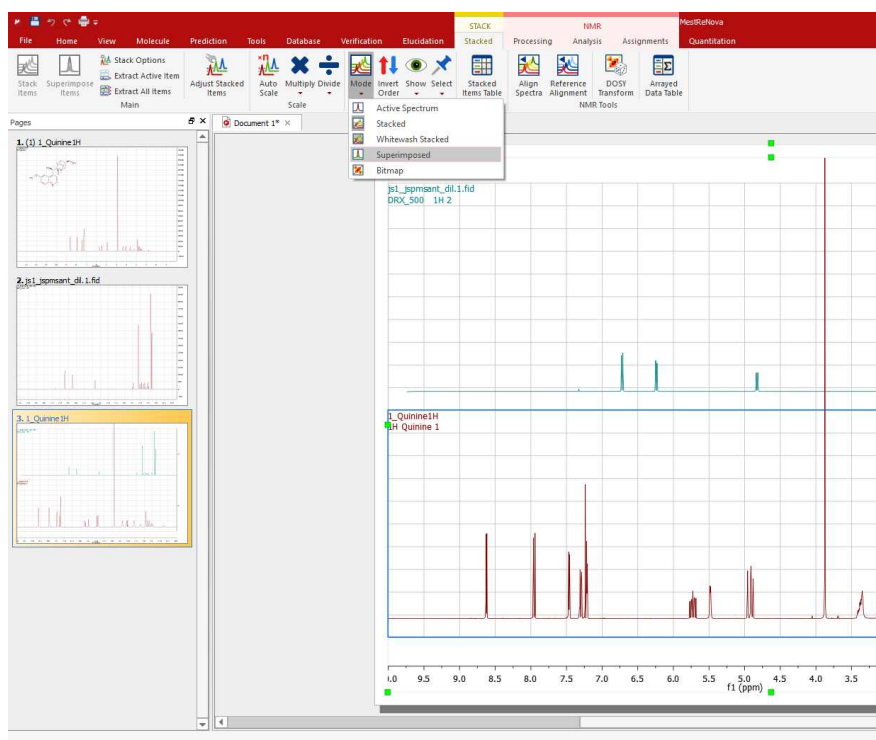 STACK NMR MestReNova
File Home View Molecule Prediction Tools Database Verification Elucidation Stacked Processing Analysis Assignments Quantitation
Stack Items
Superimpose Items
Stack Options
Extract Active Item
Extract All Items
Adjust Stacked Items
Auto Scale
Multiply
Divide
Mode
Invert Order
Show
Select
Stacked Items Table
Align Spectra
Reference Alignment
DOSY Transform
Arrayed Data Table
Main Scale NMR Tools
Active Spectrum
Stacked
Whitewash Stacked
Superimposed
Bitmap
Pages
Document 1*
1. (1) 1_Quinine1H
2. js1_jspmsant_dil.1.fid
3. 1_Quinine1H
js1_jspmsant_dil.1.fid
DRX_500 1H 2
1_Quinine1H
1H Quinine 1
.0 9.5 9.0 8.5 8.0 7.5 7.0 6.5 6.0 5.5 5.0 4.5 4.0 3.5
f1 (ppm)